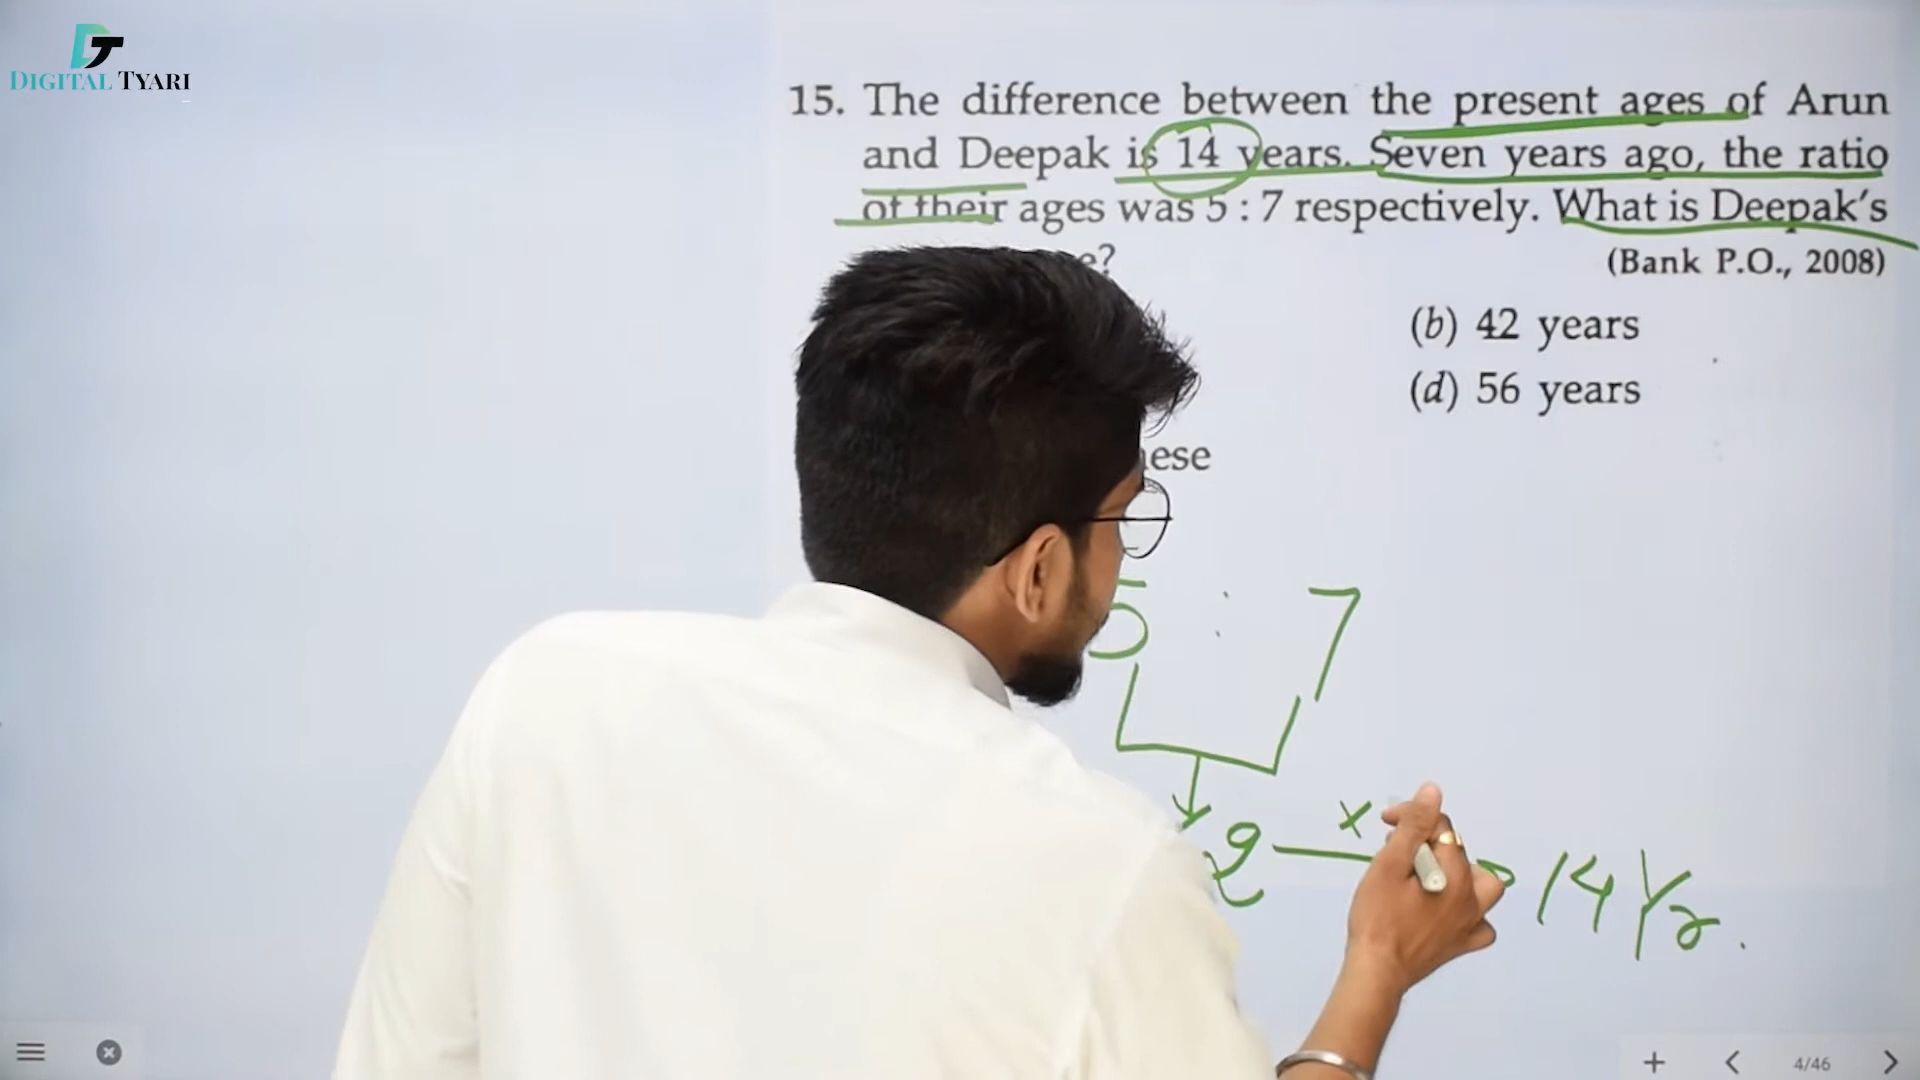 DT
DIGITAL TYARI
15. The difference between the present ages of Arun
and Deepak is 14 years. Seven years ago, the ratio
of their ages was 5 : 7 respectively. What is Deepak's
(Bank P.O., 2008)
(b) 42 years
(d) 56 years
5 : 7
2 × 14 Yr.
4/46